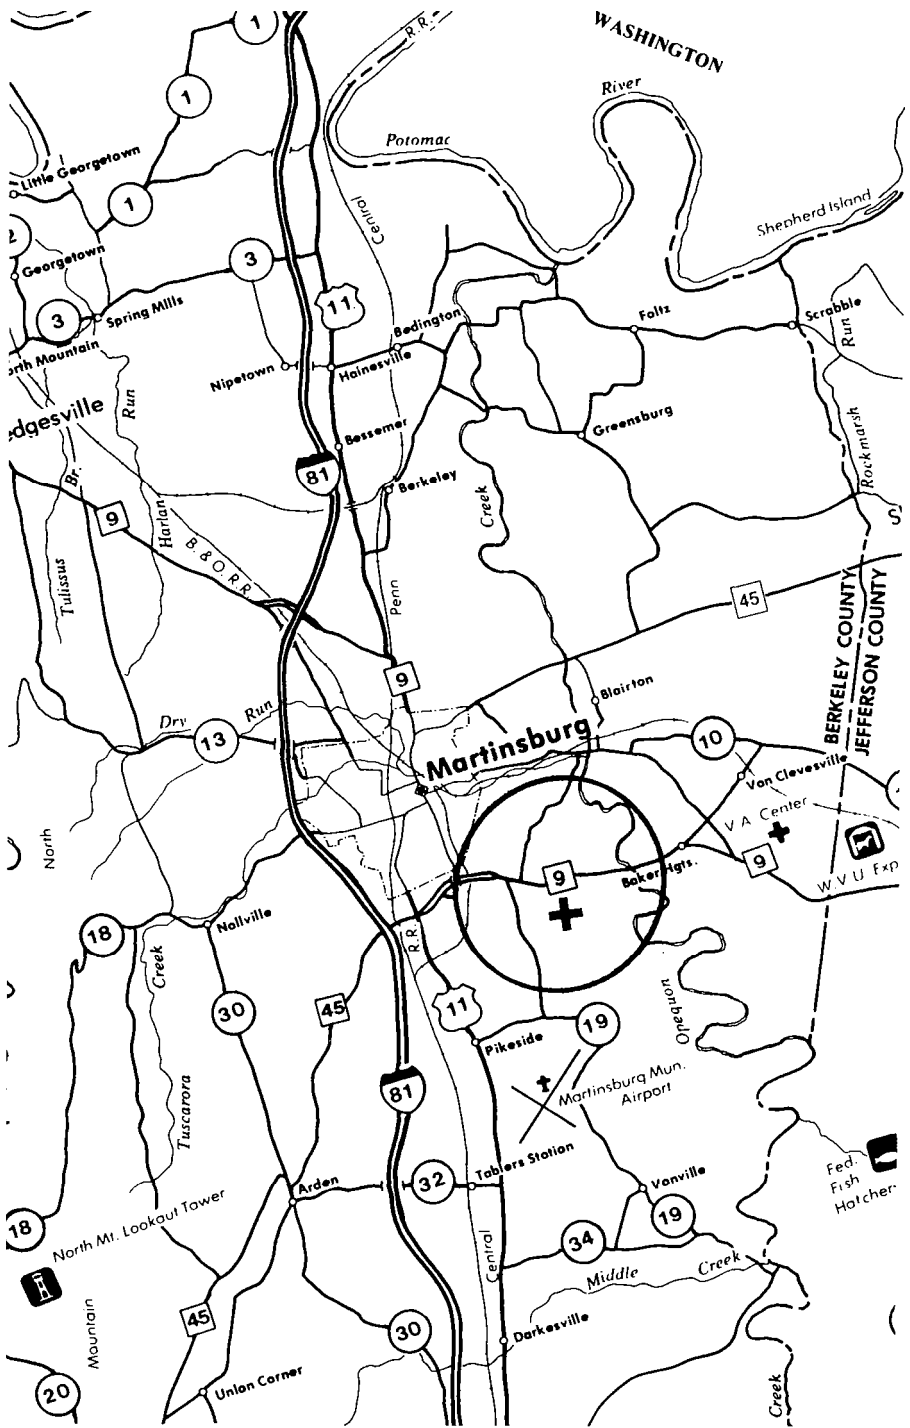 1
R.R.
WASHINGTON
1
River
Potomac
Little Georgetown
1
Central
Shepherd Island
2
Georgetown
3
11
Foltz
3
Spring Mills
Bedington
Scrabble
Run
North Mountain
Nipetown
Hainesville
Run
edgesville
Greensburg
Bessemer
Rockmarsh
81
Berkeley
Br.
Creek
9
Harlan
B. & O. R.R.
Tulissus
Penn
45
BERKELEY COUNTY
JEFFERSON COUNTY
9
Blairton
Dry
Run
13
Martinsburg
10
Van Clevesville
V A Center
North
9
Baker Hgts.
9
W.V.U Exp
18
Nollville
Creek
R.R.
30
45
11
19
Opequon
Pikeside
81
Martinsburg Mun.
Airport
Tuscarora
Tablers Station
Fed.
Fish
Hatcher
Arden
32
Vanville
18
North Mt. Lookout Tower
19
34
Central
Middle
Creek
45
Mountain
30
Darkesville
20
Union Corner
Creek